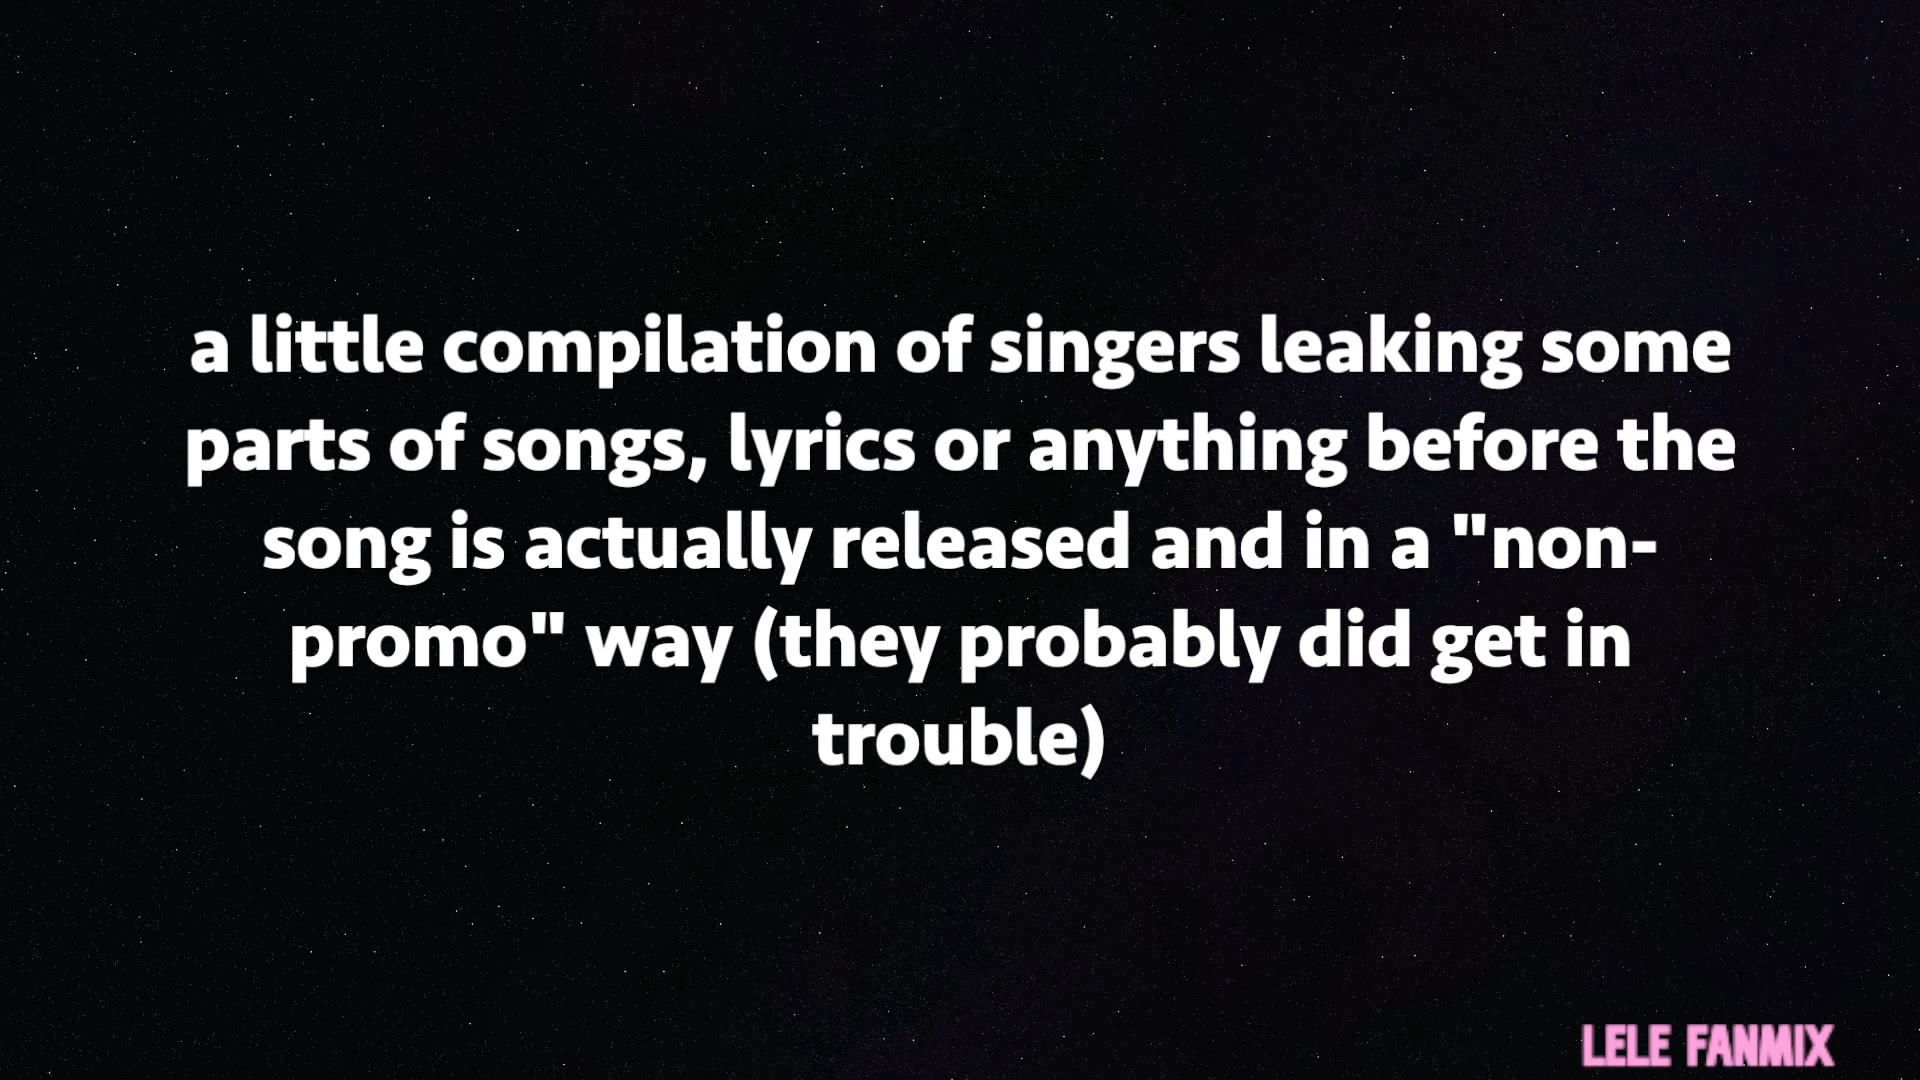 a little compilation of singers leaking some
parts of songs, lyrics or anything before the
song is actually released and in a "non-
promo" way (they probably did get in
trouble)
LELE FANMIX